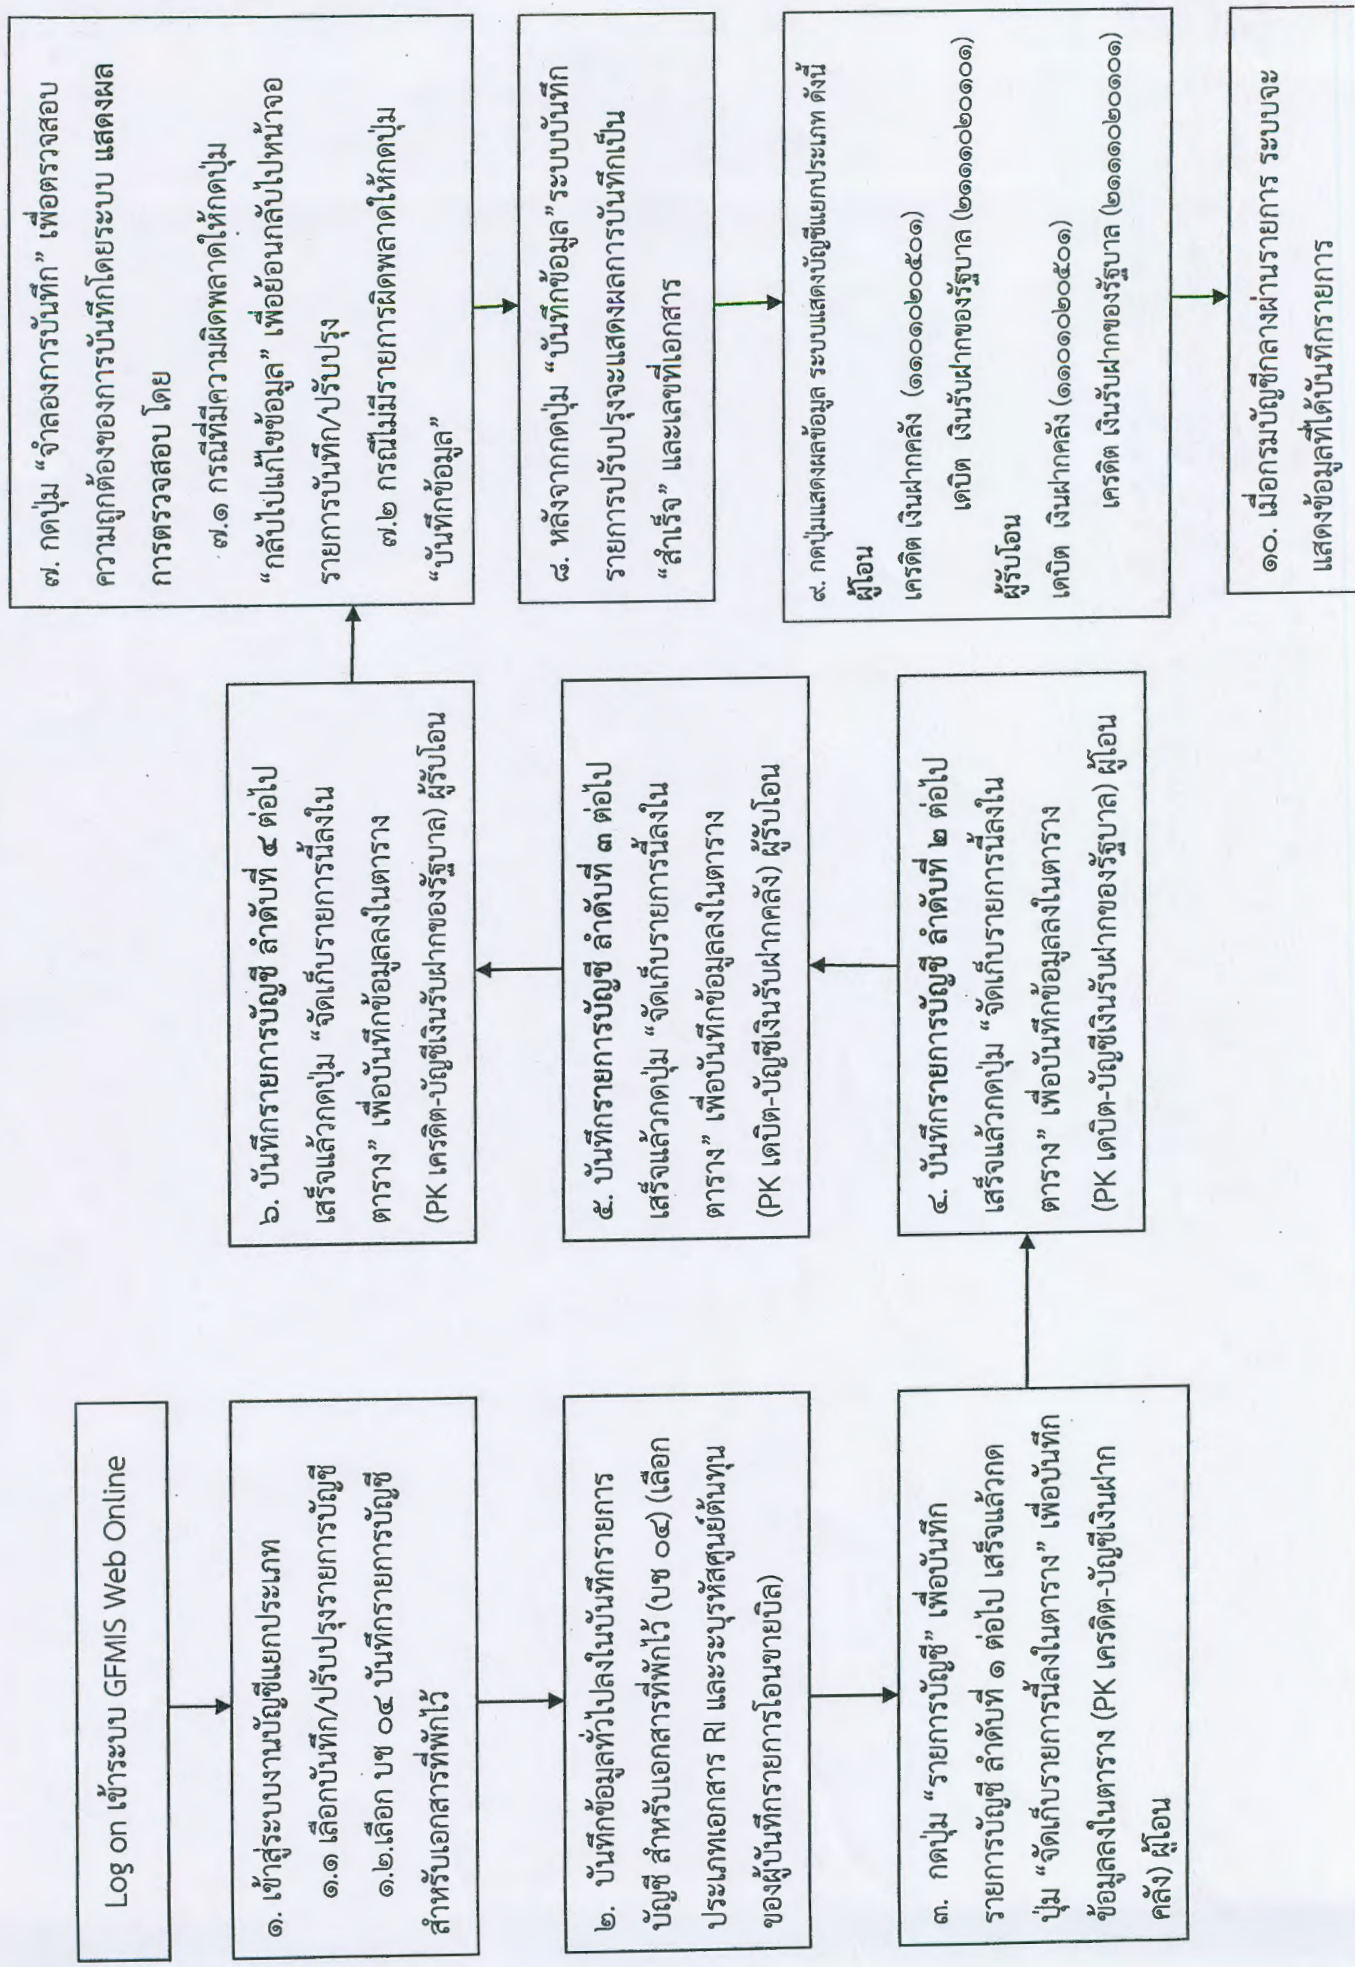 Log on เข้าระบบ GFMIS Web Online
๑. เข้าสู่ระบบงานบัญชีแยกประเภท
๑.๑ เลือกบันทึก/ปรับปรุงรายการบัญชี
๑.๒.เลือก บช ๐๔ บันทึกรายการบัญชี
สำหรับเอกสารที่พักไว้
๒. บันทึกข้อมูลทั่วไปลงในบันทึกรายการ
บัญชี สำหรับเอกสารที่พักไว้ (บช ๐๔) (เลือก
ประเภทเอกสาร RI และระบุรหัสศูนย์ต้นทุน
ของผู้บันทึกรายการโอนขายบิล)
๓. กดปุ่ม “รายการบัญชี” เพื่อบันทึก
รายการบัญชี ลำดับที่ ๑ ต่อไป เสร็จแล้วกด
ปุ่ม “จัดเก็บรายการนี้ลงในตาราง” เพื่อบันทึก
ข้อมูลลงในตาราง (PK เครดิต-บัญชีเงินฝาก
คลัง) ผู้โอน
๔. บันทึกรายการบัญชี ลำดับที่ ๒ ต่อไป
เสร็จแล้วกดปุ่ม “จัดเก็บรายการนี้ลงใน
ตาราง” เพื่อบันทึกข้อมูลลงในตาราง
(PK เดบิต-บัญชีเงินรับฝากของรัฐบาล) ผู้โอน
๕. บันทึกรายการบัญชี ลำดับที่ ๓ ต่อไป
เสร็จแล้วกดปุ่ม “จัดเก็บรายการนี้ลงใน
ตาราง” เพื่อบันทึกข้อมูลลงในตาราง
(PK เดบิต-บัญชีเงินรับฝากคลัง) ผู้รับโอน
๖. บันทึกรายการบัญชี ลำดับที่ ๔ ต่อไป
เสร็จแล้วกดปุ่ม “จัดเก็บรายการนี้ลงใน
ตาราง” เพื่อบันทึกข้อมูลลงในตาราง
(PK เครดิต-บัญชีเงินรับฝากของรัฐบาล) ผู้รับโอน
๗. กดปุ่ม “จำลองการบันทึก” เพื่อตรวจสอบ
ความถูกต้องของการบันทึกโดยระบบ แสดงผล
การตรวจสอบ โดย
๗.๑ กรณีที่มีความผิดพลาดให้กดปุ่ม
“กลับไปแก้ไขข้อมูล” เพื่อย้อนกลับไปหน้าจอ
รายการบันทึก/ปรับปรุง
๗.๒ กรณีไม่มีรายการผิดพลาดให้กดปุ่ม
“บันทึกข้อมูล”
๘. หลังจากกดปุ่ม “บันทึกข้อมูล”ระบบบันทึก
รายการปรับปรุงจะแสดงผลการบันทึกเป็น
“สำเร็จ” และเลขที่เอกสาร
๙. กดปุ่มแสดงผลข้อมูล ระบบแสดงบัญชีแยกประเภท ดังนี้
ผู้โอน
เครดิต เงินฝากคลัง (๑๑๐๑๐๒๐๕๐๑)
เดบิต เงินรับฝากของรัฐบาล (๒๑๑๑๐๒๐๑๐๑)
ผู้รับโอน
เดบิต เงินฝากคลัง (๑๑๐๑๐๒๐๕๐๑)
เครดิต เงินรับฝากของรัฐบาล (๒๑๑๑๐๒๐๑๐๑)
๑๐. เมื่อกรมบัญชีกลางผ่านรายการ ระบบจะ
แสดงข้อมูลที่ได้บันทึกรายการ